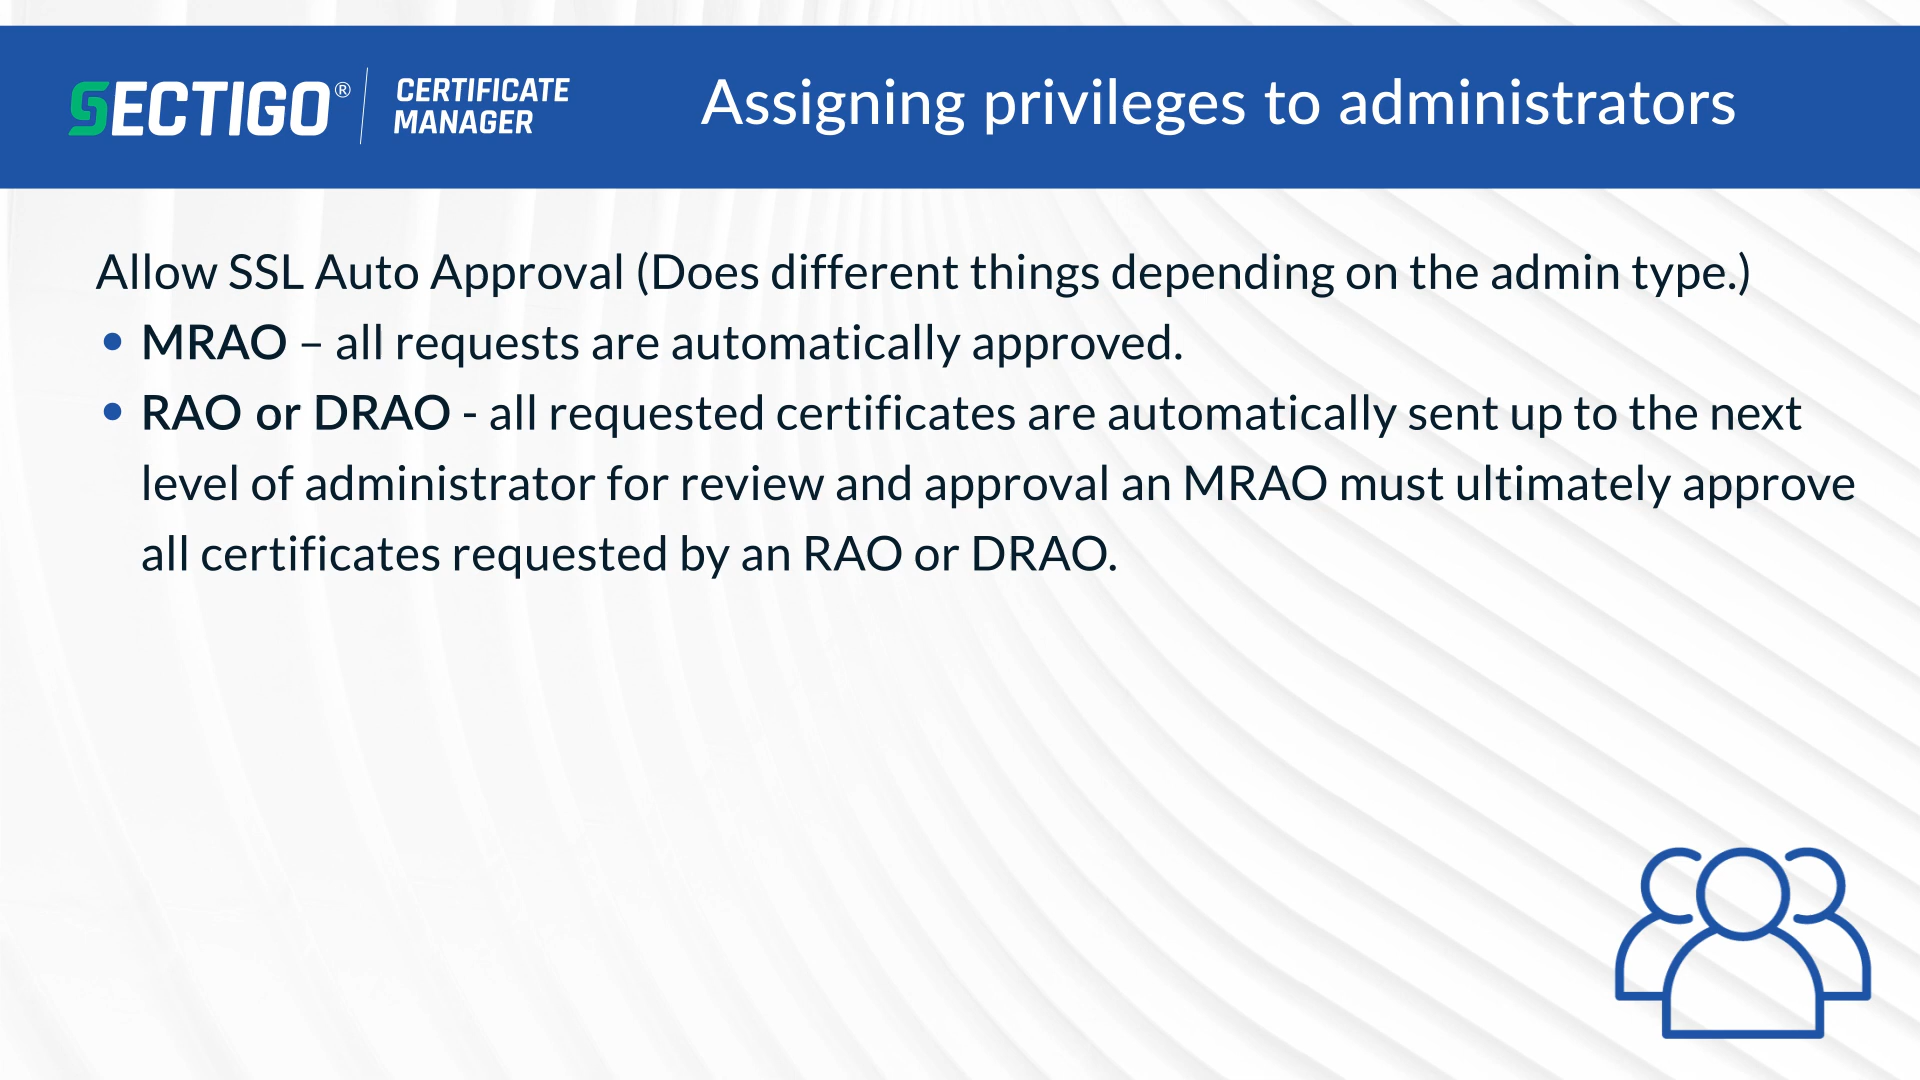 SECTIGO® CERTIFICATE
MANAGER
Assigning privileges to administrators
Allow SSL Auto Approval (Does different things depending on the admin type.)
• MRAO – all requests are automatically approved.
• RAO or DRAO - all requested certificates are automatically sent up to the next
level of administrator for review and approval an MRAO must ultimately approve
all certificates requested by an RAO or DRAO.